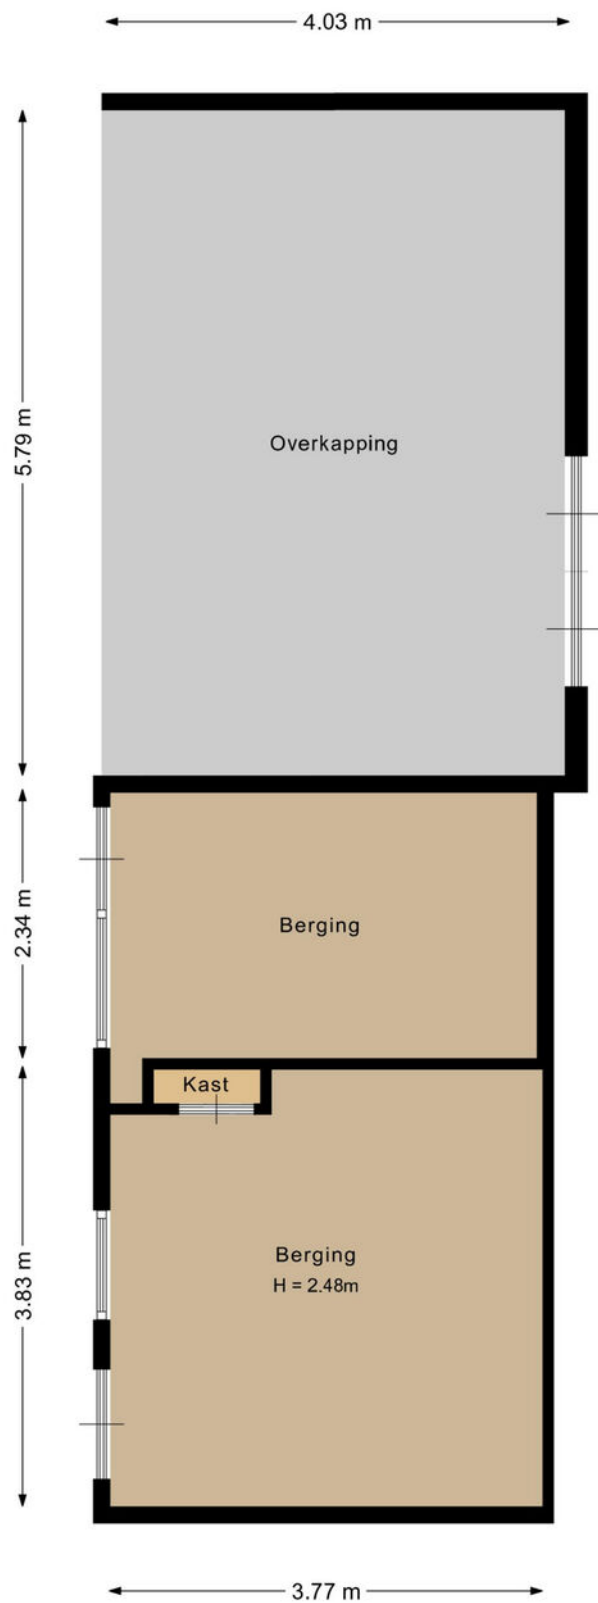 4.03 m
5.79 m
Overkapping
2.34 m
Berging
Kast
3.83 m
Berging
H = 2.48m
3.77 m